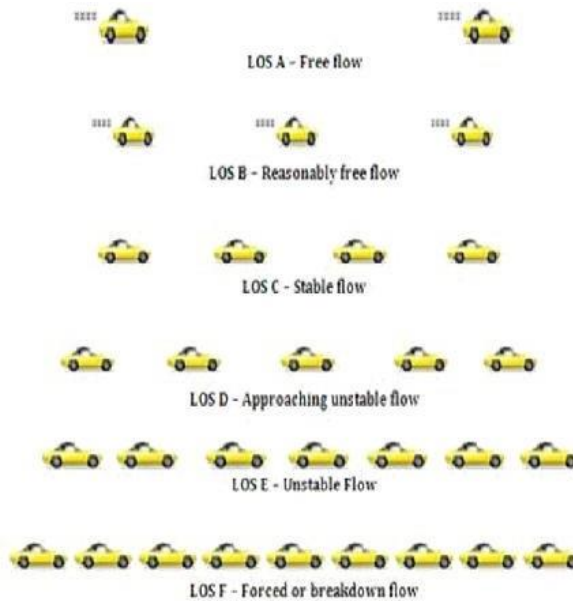 LOS A - Free flow
LOS B - Reasonably free flow
LOS C - Stable flow
LOS D - Approaching unstable flow
LOS E - Unstable Flow
LOS F - Forced or breakdown flow